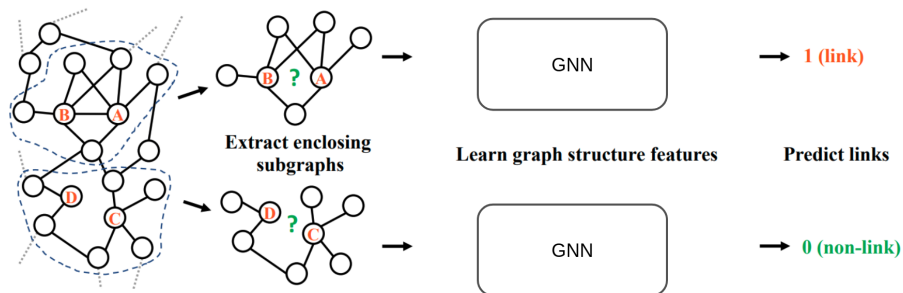 B
A
D
C
B
?
A
Extract enclosing
subgraphs
D
?
C
GNN
Learn graph structure features
GNN
1 (link)
Predict links
0 (non-link)